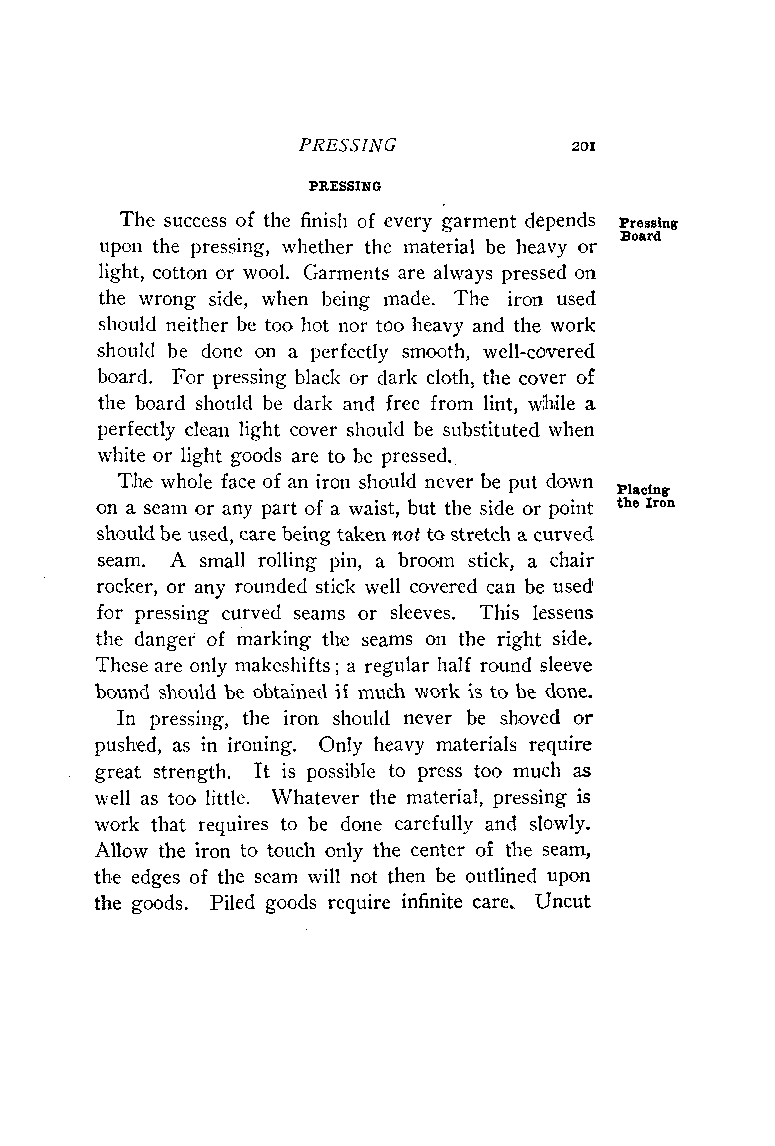 PRESSING 201
PRESSING
The success of the finish of every garment depends
upon the pressing, whether the material be heavy or
light, cotton or wool. Garments are always pressed on
the wrong side, when being made. The iron used
should neither be too hot nor too heavy and the work
should be done on a perfectly smooth, well-covered
board. For pressing black or dark cloth, the cover of
the board should be dark and free from lint, while a
perfectly clean light cover should be substituted when
white or light goods are to be pressed.
Pressing
Board
The whole face of an iron should never be put down
on a seam or any part of a waist, but the side or point
should be used, care being taken not to stretch a curved
seam. A small rolling pin, a broom stick, a chair
rocker, or any rounded stick well covered can be used
for pressing curved seams or sleeves. This lessens
the danger of marking the seams on the right side.
These are only makeshifts; a regular half round sleeve
bound should be obtained if much work is to be done.
Placing
the Iron
In pressing, the iron should never be shoved or
pushed, as in ironing. Only heavy materials require
great strength. It is possible to press too much as
well as too little. Whatever the material, pressing is
work that requires to be done carefully and slowly.
Allow the iron to touch only the center of the seam,
the edges of the seam will not then be outlined upon
the goods. Piled goods require infinite care. Uncut